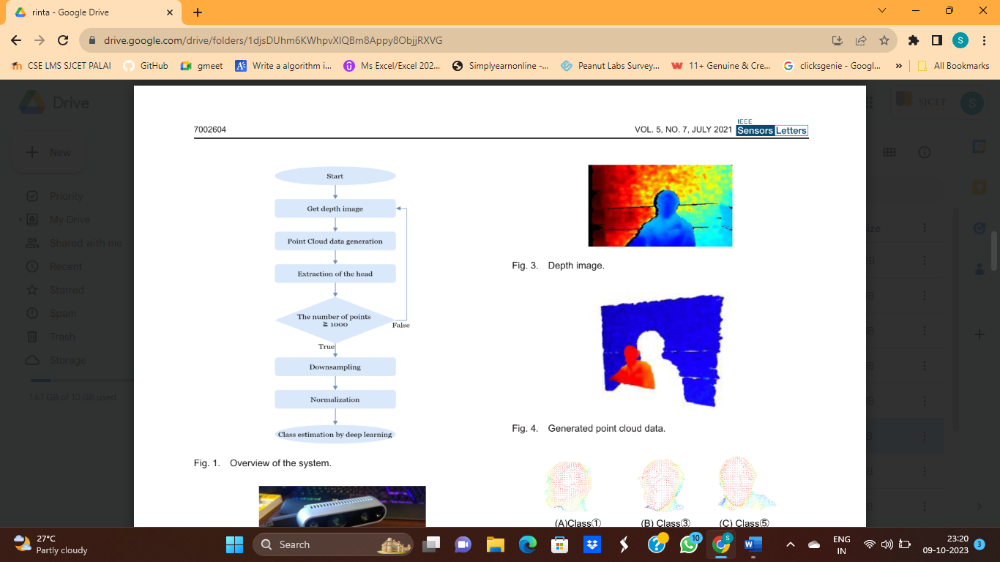 rinta - Google Drive
drive.google.com/drive/folders/1djsDUhm6KWhpvXlQBm8Appy8ObjjRXVG
S
CSE LMS SJCET PALAI
GitHub
gmeet
Write a algorithm i...
Ms Excel/Excel 202...
Simplyearnonline -...
Peanut Labs Survey...
11+ Genuine & Cre...
clicksgenie - Googl...
»
All Bookmarks
Drive
SJCET
S
New
Priority
My Drive
Shared with me
Recent
Starred
Spam
Trash
Storage
1.67 GB of 10 GB used
7002604
VOL. 5, NO. 7, JULY 2021
IEEE
Sensors Letters
Start
Get depth image
Point Cloud data generation
Extraction of the head
The number of points
≧ 1000
False
True
Downsampling
Normalization
Class estimation by deep learning
Fig. 1. Overview of the system.
Fig. 3. Depth image.
Fig. 4. Generated point cloud data.
(A)Class①
(B) Class③
(C) Class⑤
27°C
Partly cloudy
Search
10
S
ENG
IN
23:20
09-10-2023
3